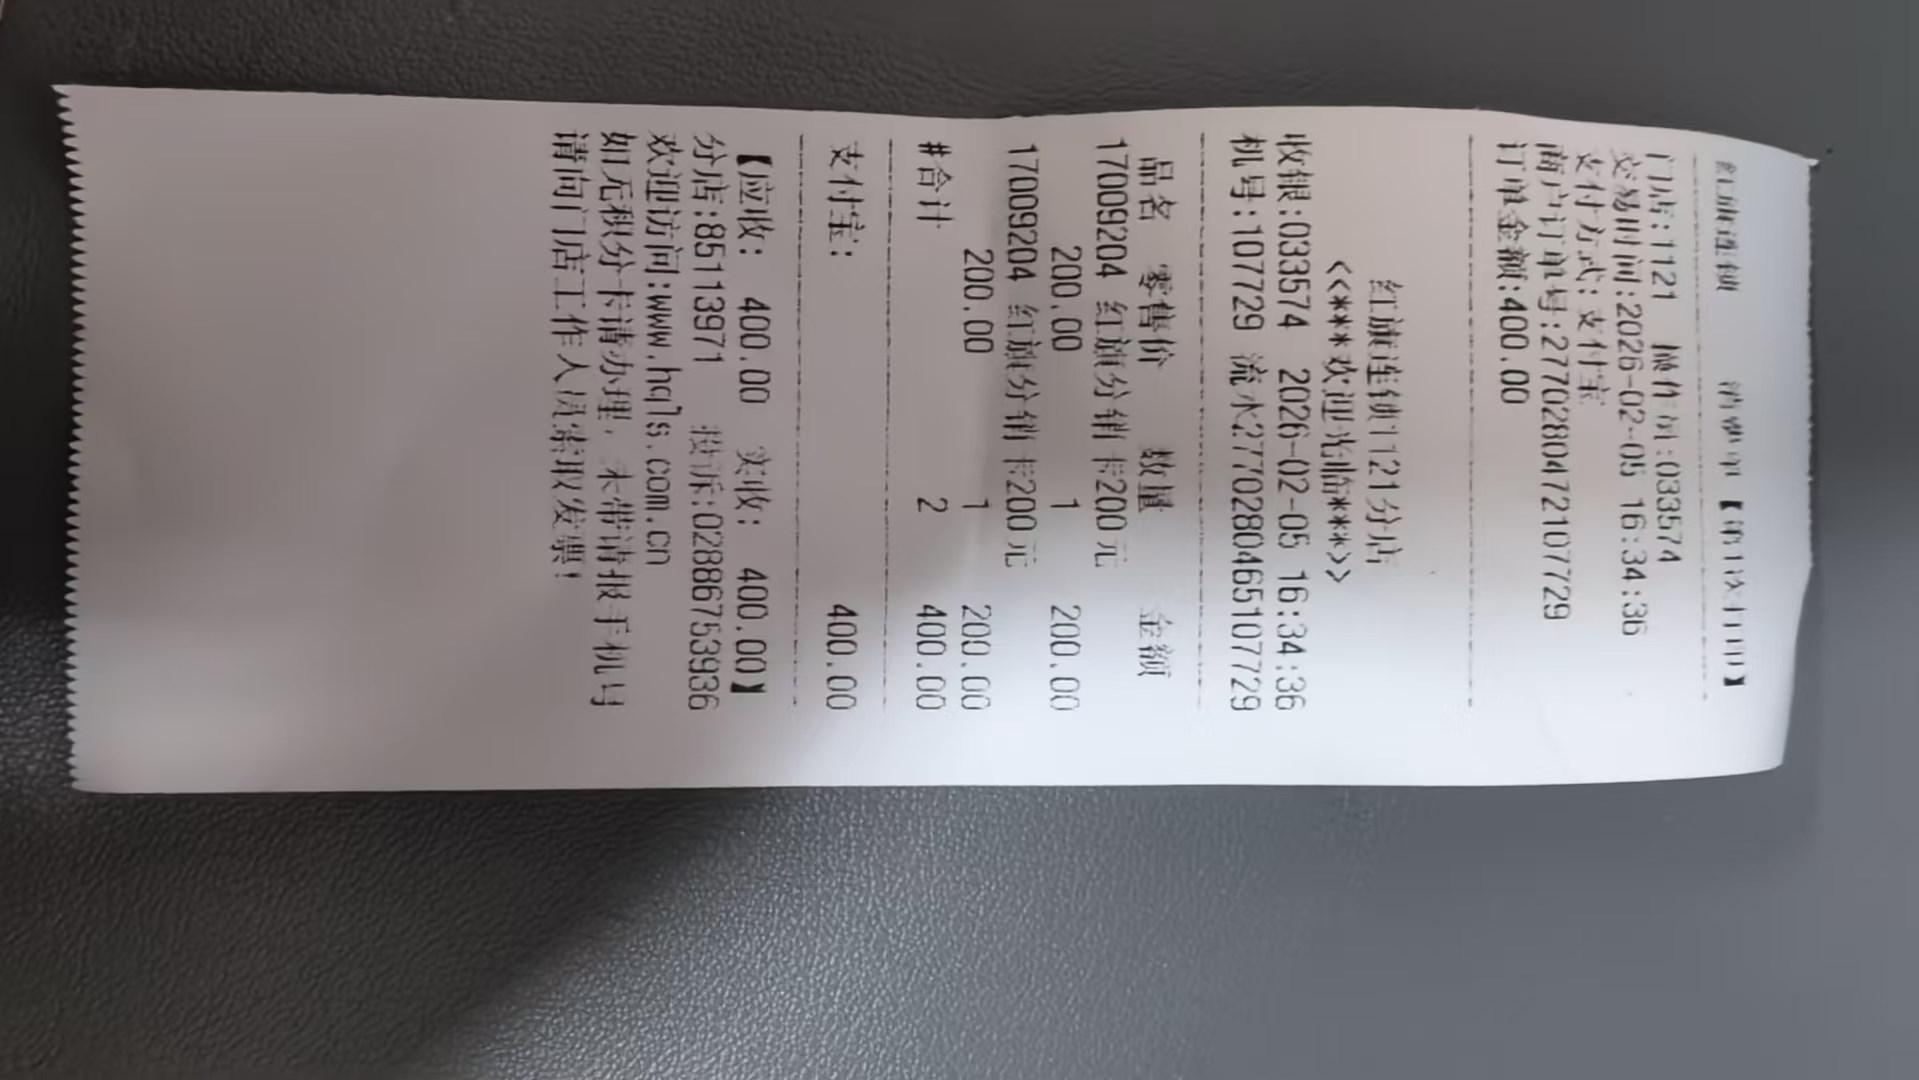 红旗连锁 消费单【第1次打印】
门店:1121 操作员:033574
交易时间:2026-02-05 16:34:36
支付方式:支付宝
商户订单号:27702804721077​29
订单金额:400.00
红旗连锁1121分店
<<***欢迎光临***>>
收银:033574 2026-02-05 16:34:36
机号:107729 流水2770280465107729
品名 零售价 数量 金额
17009204 红旗分销卡200元
200.00 1 200.00
17009204 红旗分销卡200元
200.00 1 200.00
#合计 2 400.00
支付宝: 400.00
【应收: 400.00 实收: 400.00】
分店:85113971 投诉:02886753936
欢迎访问:www.hqls.com.cn
如无积分卡请办理,未带请报手机号
请向门店工作人员索取发票!